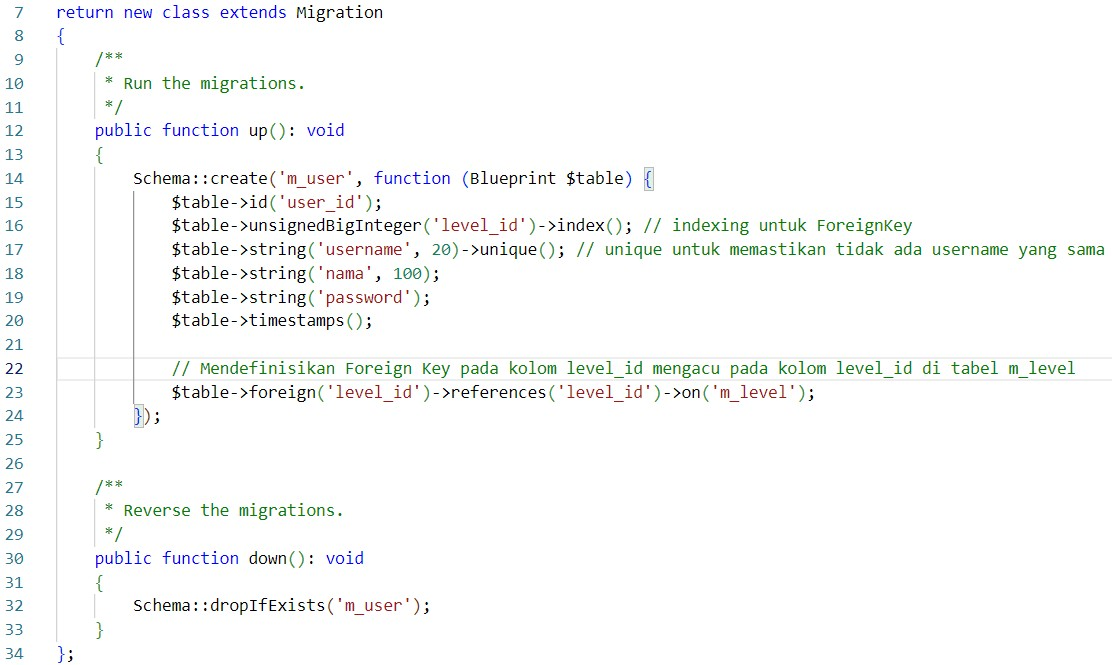 7 return new class extends Migration
8 {
9     /**
10      * Run the migrations.
11      */
12     public function up(): void
13     {
14         Schema::create('m_user', function (Blueprint $table) {
15             $table->id('user_id');
16             $table->unsignedBigInteger('level_id')->index(); // indexing untuk ForeignKey
17             $table->string('username', 20)->unique(); // unique untuk memastikan tidak ada username yang sama
18             $table->string('nama', 100);
19             $table->string('password');
20             $table->timestamps();
21
22             // Mendefinisikan Foreign Key pada kolom level_id mengacu pada kolom level_id di tabel m_level
23             $table->foreign('level_id')->references('level_id')->on('m_level');
24         });
25     }
26
27     /**
28      * Reverse the migrations.
29      */
30     public function down(): void
31     {
32         Schema::dropIfExists('m_user');
33     }
34 };